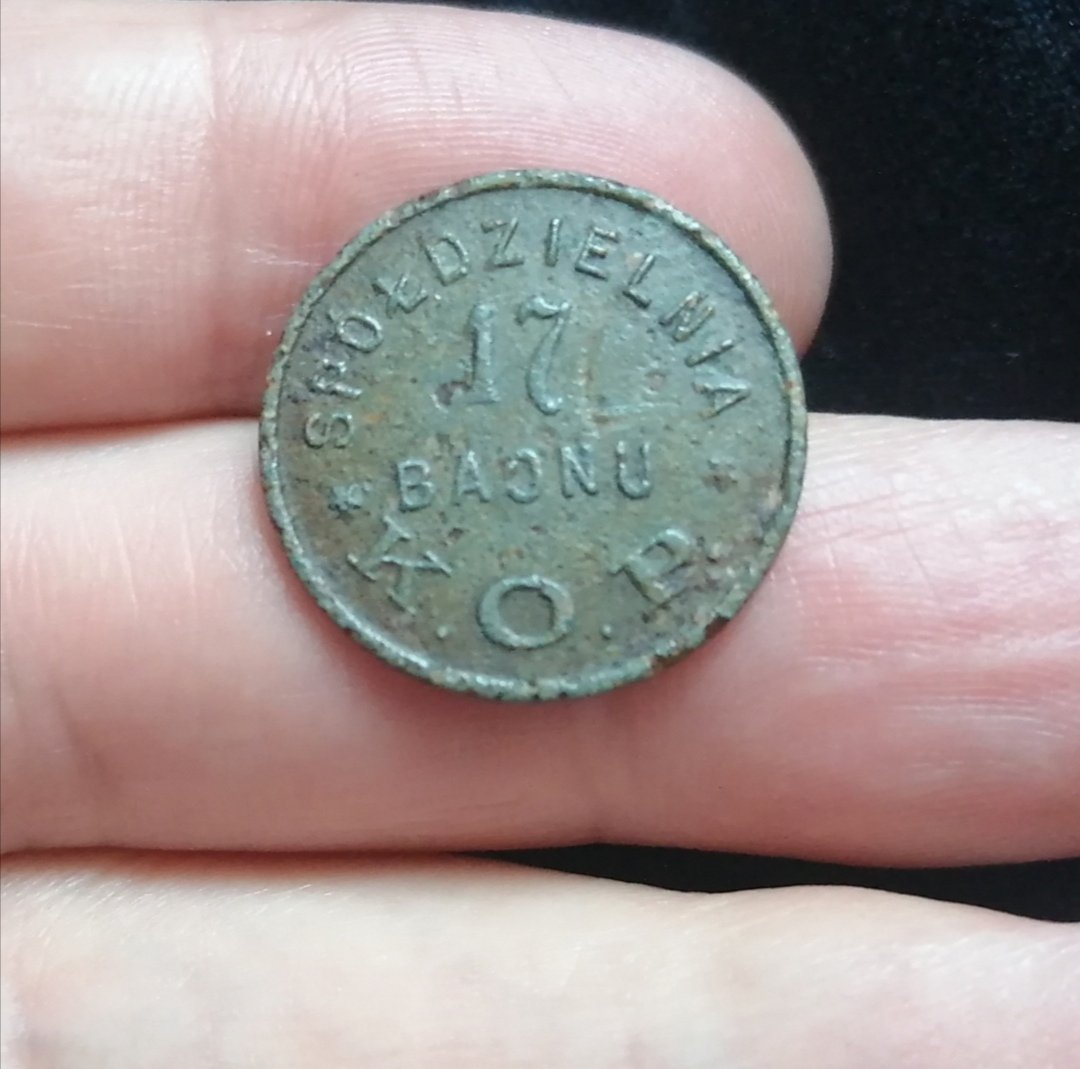 * SPÓŁDZIELNIA *
17
BAONU
K.O.P.